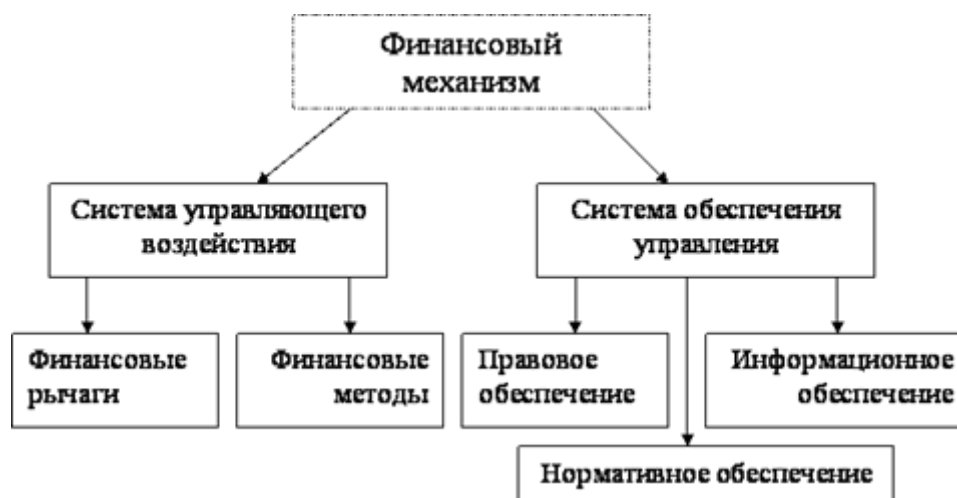 Финансовый
механизм
Система управляющего
воздействия
Система обеспечения
управления
Финансовые
рычаги
Финансовые
методы
Правовое
обеспечение
Информационное
обеспечение
Нормативное обеспечение